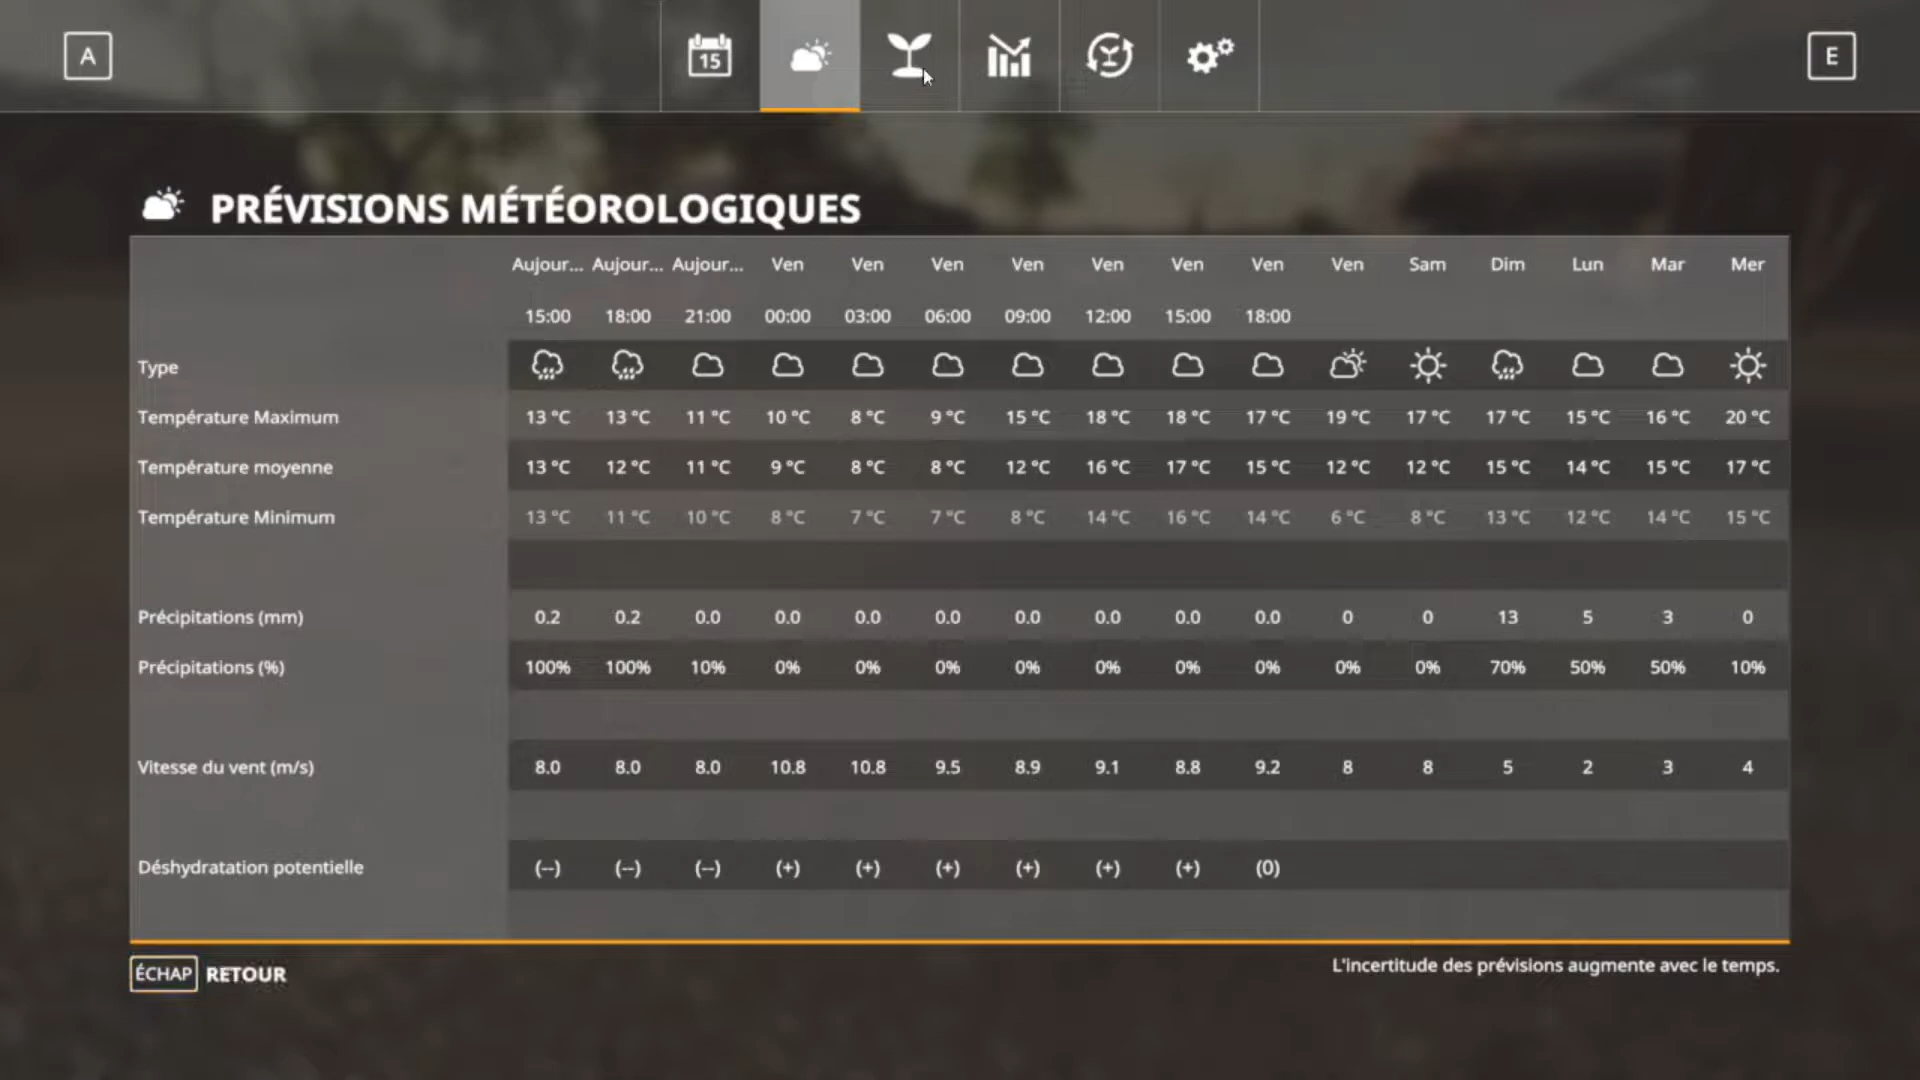 A 15 E
PRÉVISIONS MÉTÉOROLOGIQUES
Aujour... Aujour... Aujour... Ven Ven Ven Ven Ven Ven Ven Ven Sam Dim Lun Mar Mer
15:00 18:00 21:00 00:00 03:00 06:00 09:00 12:00 15:00 18:00
Type
Température Maximum 13 °C 13 °C 11 °C 10 °C 8 °C 9 °C 15 °C 18 °C 18 °C 17 °C 19 °C 17 °C 17 °C 15 °C 16 °C 20 °C
Température moyenne 13 °C 12 °C 11 °C 9 °C 8 °C 8 °C 12 °C 16 °C 17 °C 15 °C 12 °C 12 °C 15 °C 14 °C 15 °C 17 °C
Température Minimum 13 °C 11 °C 10 °C 8 °C 7 °C 7 °C 8 °C 14 °C 16 °C 14 °C 6 °C 8 °C 13 °C 12 °C 14 °C 15 °C
Précipitations (mm) 0.2 0.2 0.0 0.0 0.0 0.0 0.0 0.0 0.0 0.0 0 0 13 5 3 0
Précipitations (%) 100% 100% 10% 0% 0% 0% 0% 0% 0% 0% 0% 0% 70% 50% 50% 10%
Vitesse du vent (m/s) 8.0 8.0 8.0 10.8 10.8 9.5 8.9 9.1 8.8 9.2 8 8 5 2 3 4
Déshydratation potentielle (--) (--) (--) (+) (+) (+) (+) (+) (+) (0)
ÉCHAP RETOUR
L'incertitude des prévisions augmente avec le temps.